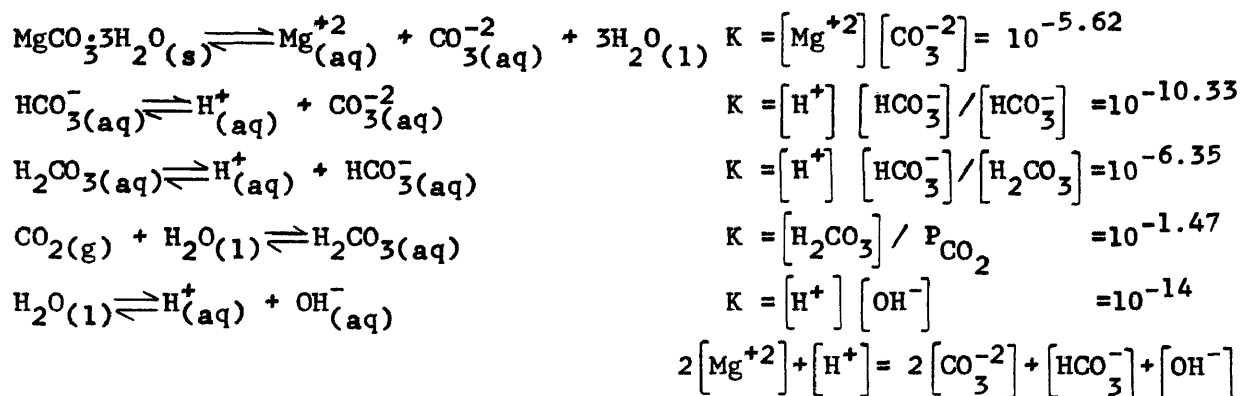 MgCO₃·3H₂O(s) ⇌ Mg⁺²(aq) + CO₃⁻²(aq) + 3H₂O(l) K = [Mg⁺²] [CO₃⁻²] = 10⁻⁵·⁶²
HCO₃⁻(aq) ⇌ H⁺(aq) + CO₃⁻²(aq) K = [H⁺] [HCO₃⁻] / [HCO₃⁻] = 10⁻¹⁰·³³
H₂CO₃(aq) ⇌ H⁺(aq) + HCO₃⁻(aq) K = [H⁺] [HCO₃⁻] / [H₂CO₃] = 10⁻⁶·³⁵
CO₂(g) + H₂O(l) ⇌ H₂CO₃(aq) K = [H₂CO₃] / P_CO₂ = 10⁻¹·⁴⁷
H₂O(l) ⇌ H⁺(aq) + OH⁻(aq) K = [H⁺] [OH⁻] = 10⁻¹⁴
2[Mg⁺²] + [H⁺] = 2[CO₃⁻²] + [HCO₃⁻] + [OH⁻]